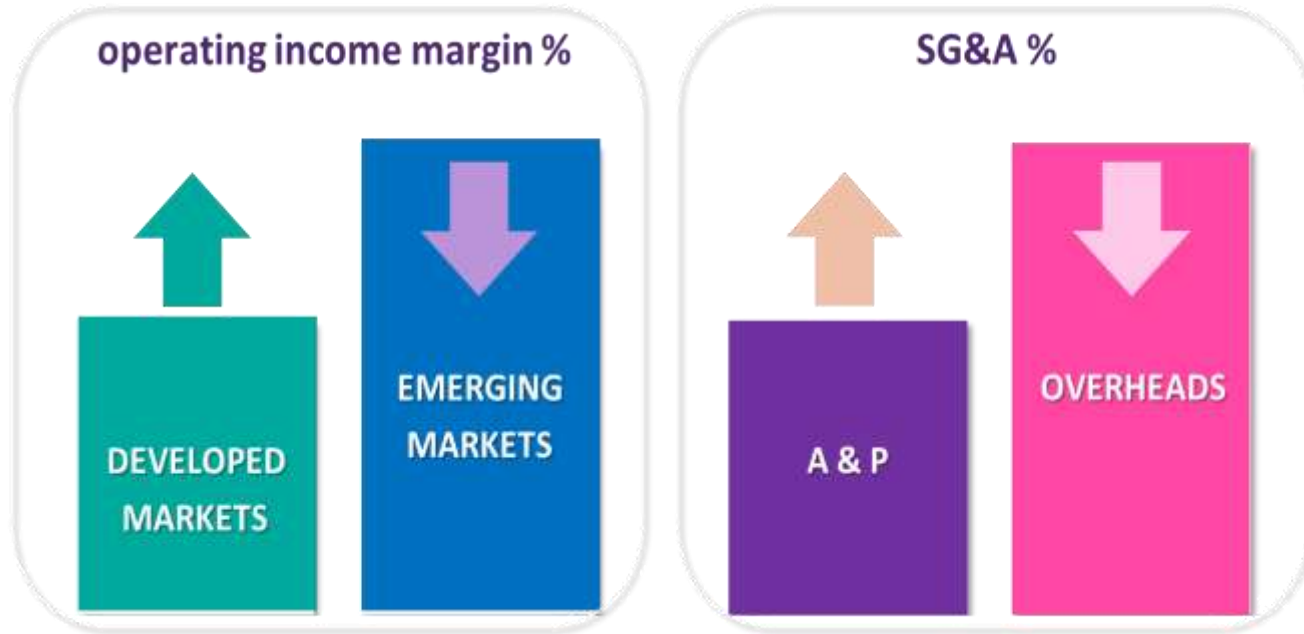 operating income margin %
DEVELOPED
MARKETS
EMERGING
MARKETS
SG&A %
A & P
OVERHEADS